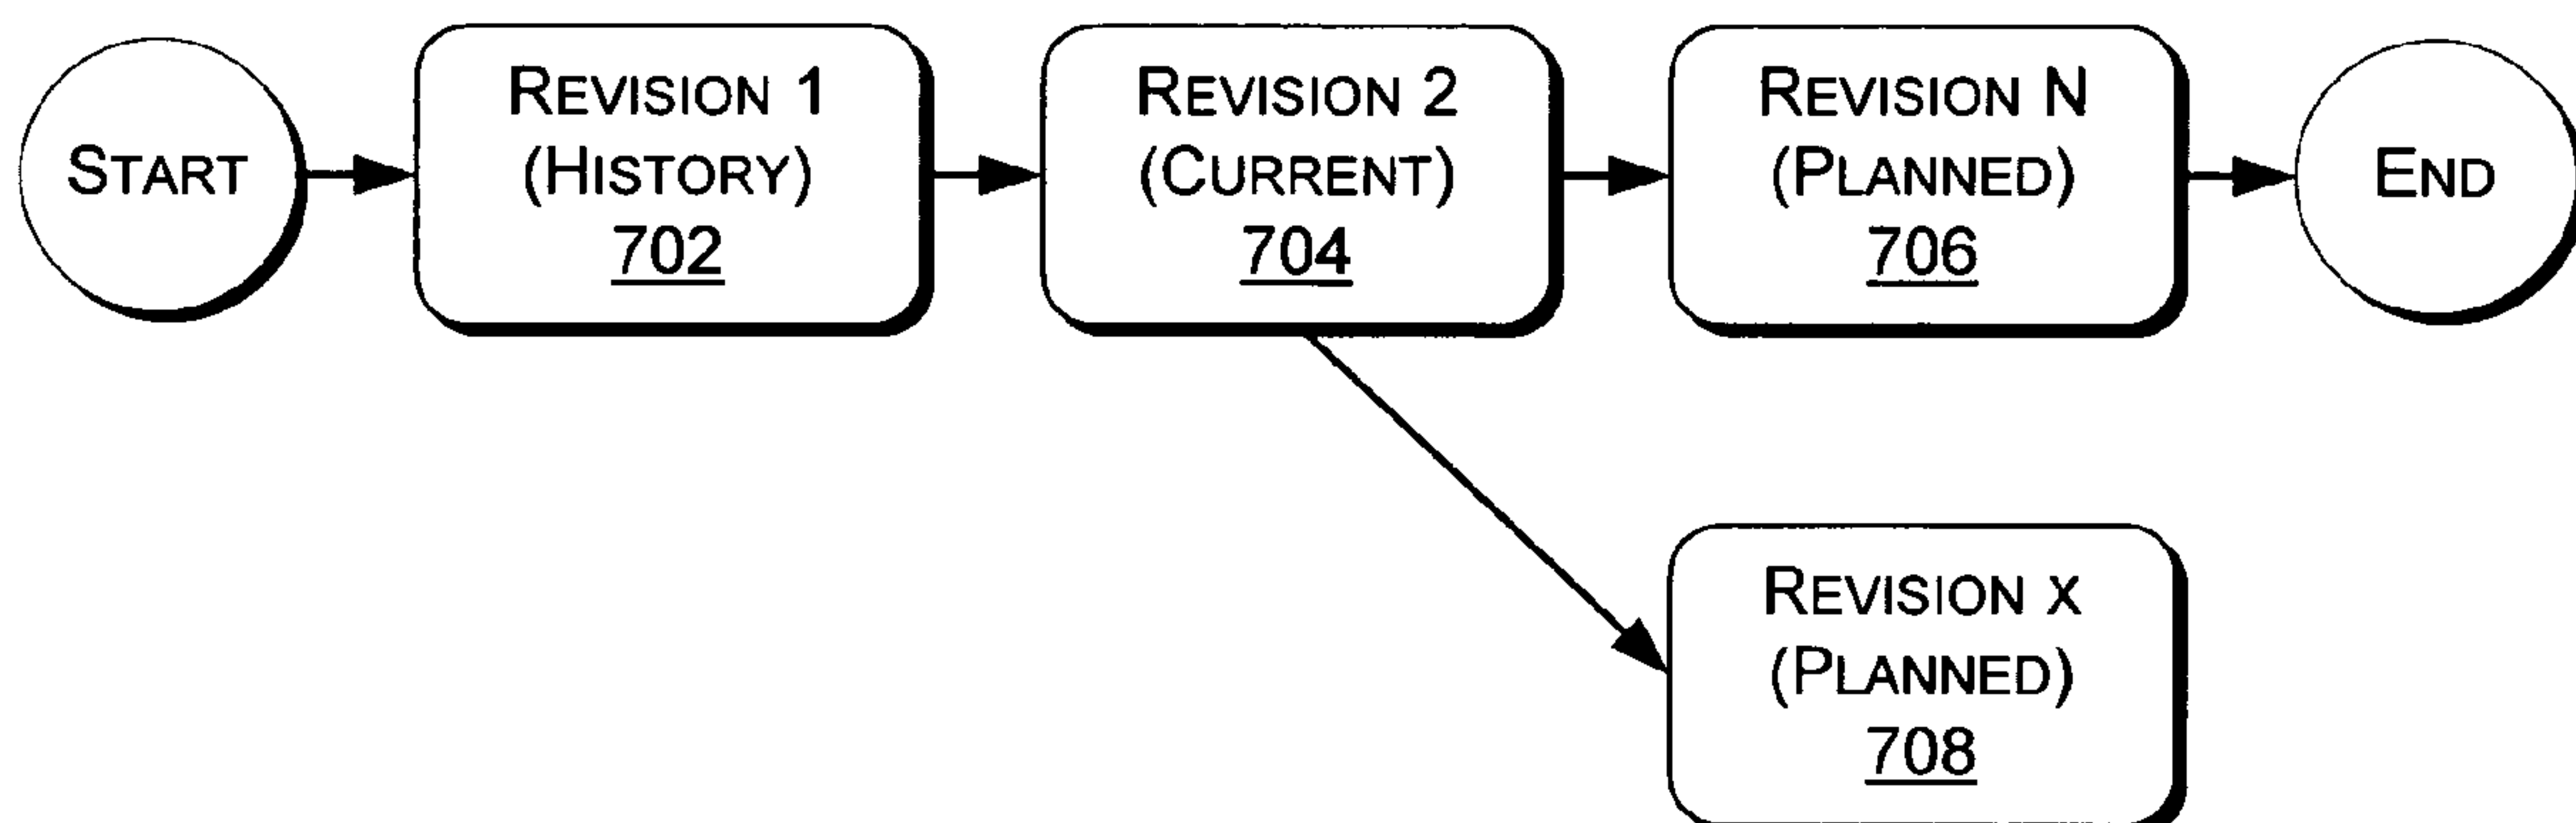 START
REVISION 1
(HISTORY)
702
REVISION 2
(CURRENT)
704
REVISION N
(PLANNED)
706
END
REVISION X
(PLANNED)
708